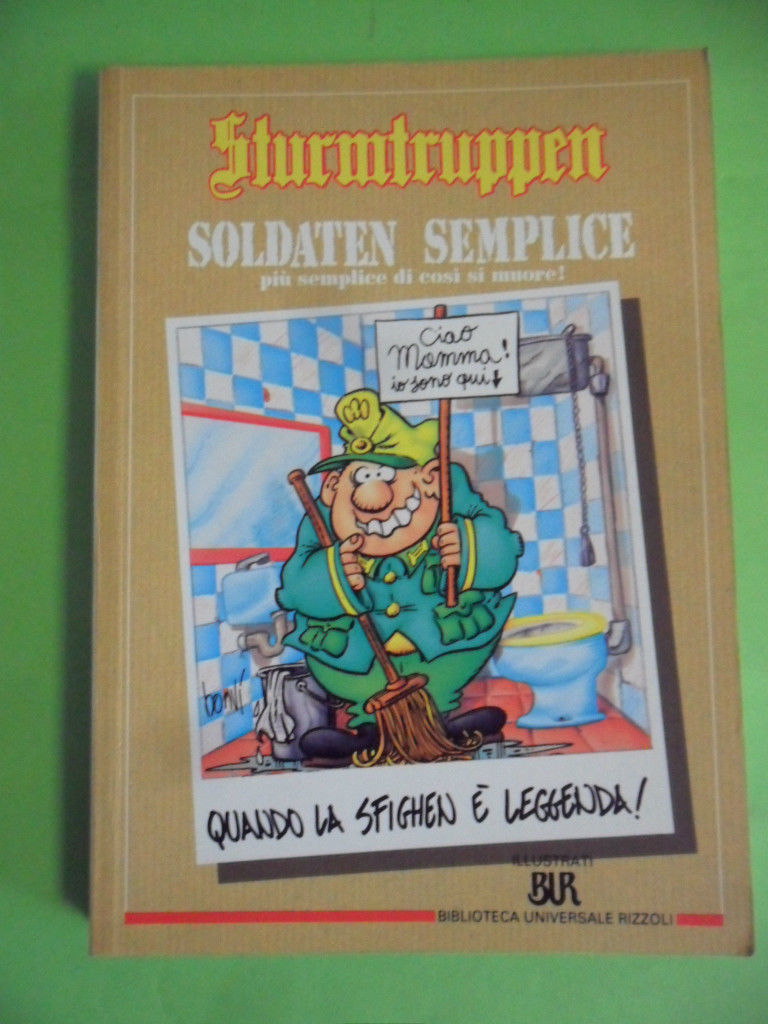 Sturmtruppen
SOLDATEN SEMPLICE
più semplice di così si muore!
Ciao
Mamma!
io sono qui↓
bonvi
QUANDO LA SFIGHEN È LEGGENDA!
ILLUSTRATI
BUR
BIBLIOTECA UNIVERSALE RIZZOLI